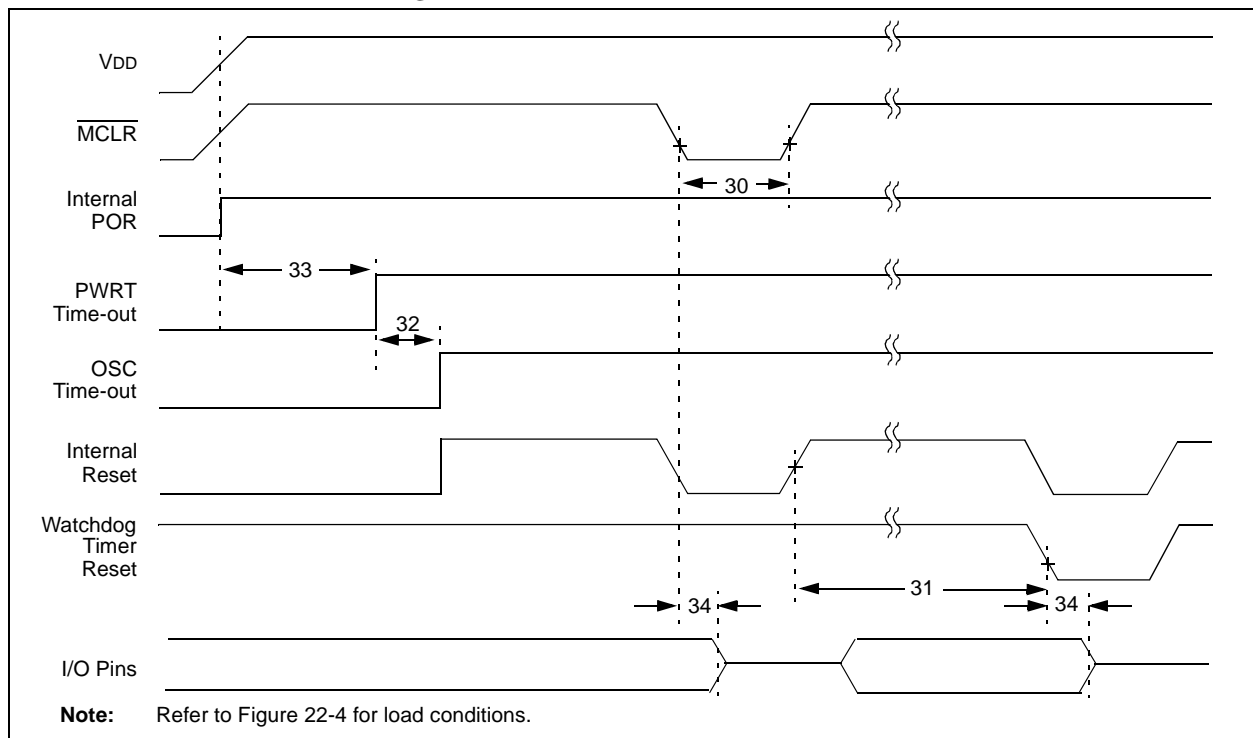 VDD
MCLR
30
Internal
POR
33
PWRT
Time-out
32
OSC
Time-out
Internal
Reset
Watchdog
Timer
Reset
31
34
34
I/O Pins
Note: Refer to Figure 22-4 for load conditions.